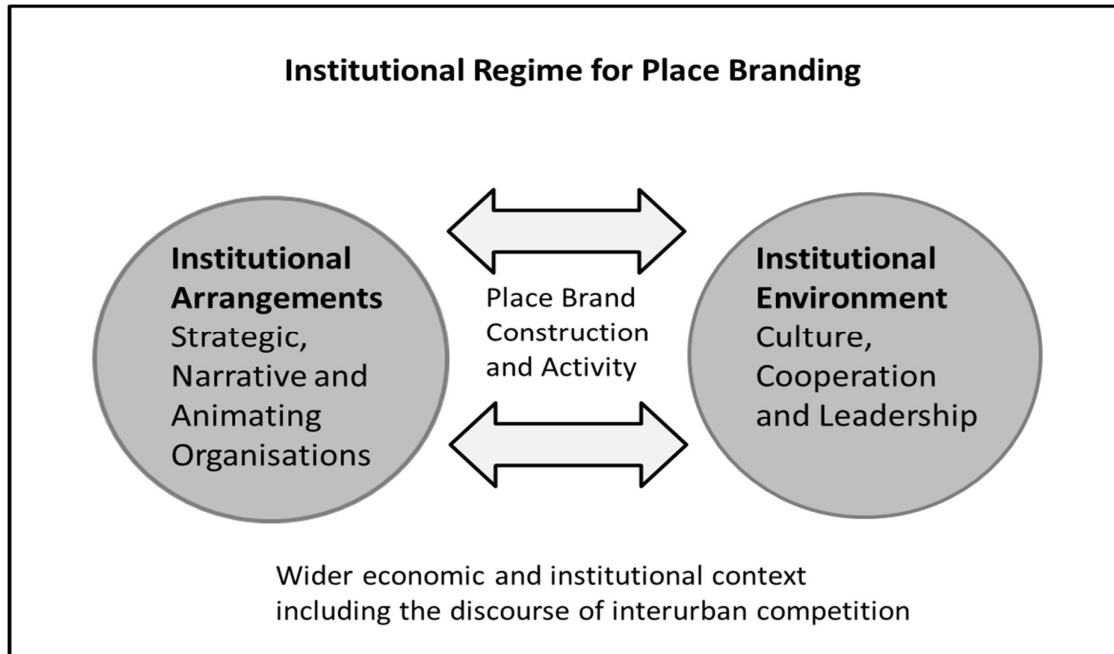 Institutional Regime for Place Branding
Institutional
Arrangements
Strategic,
Narrative and
Animating
Organisations
Place Brand
Construction
and Activity
Institutional
Environment
Culture,
Cooperation
and Leadership
Wider economic and institutional context
including the discourse of interurban competition